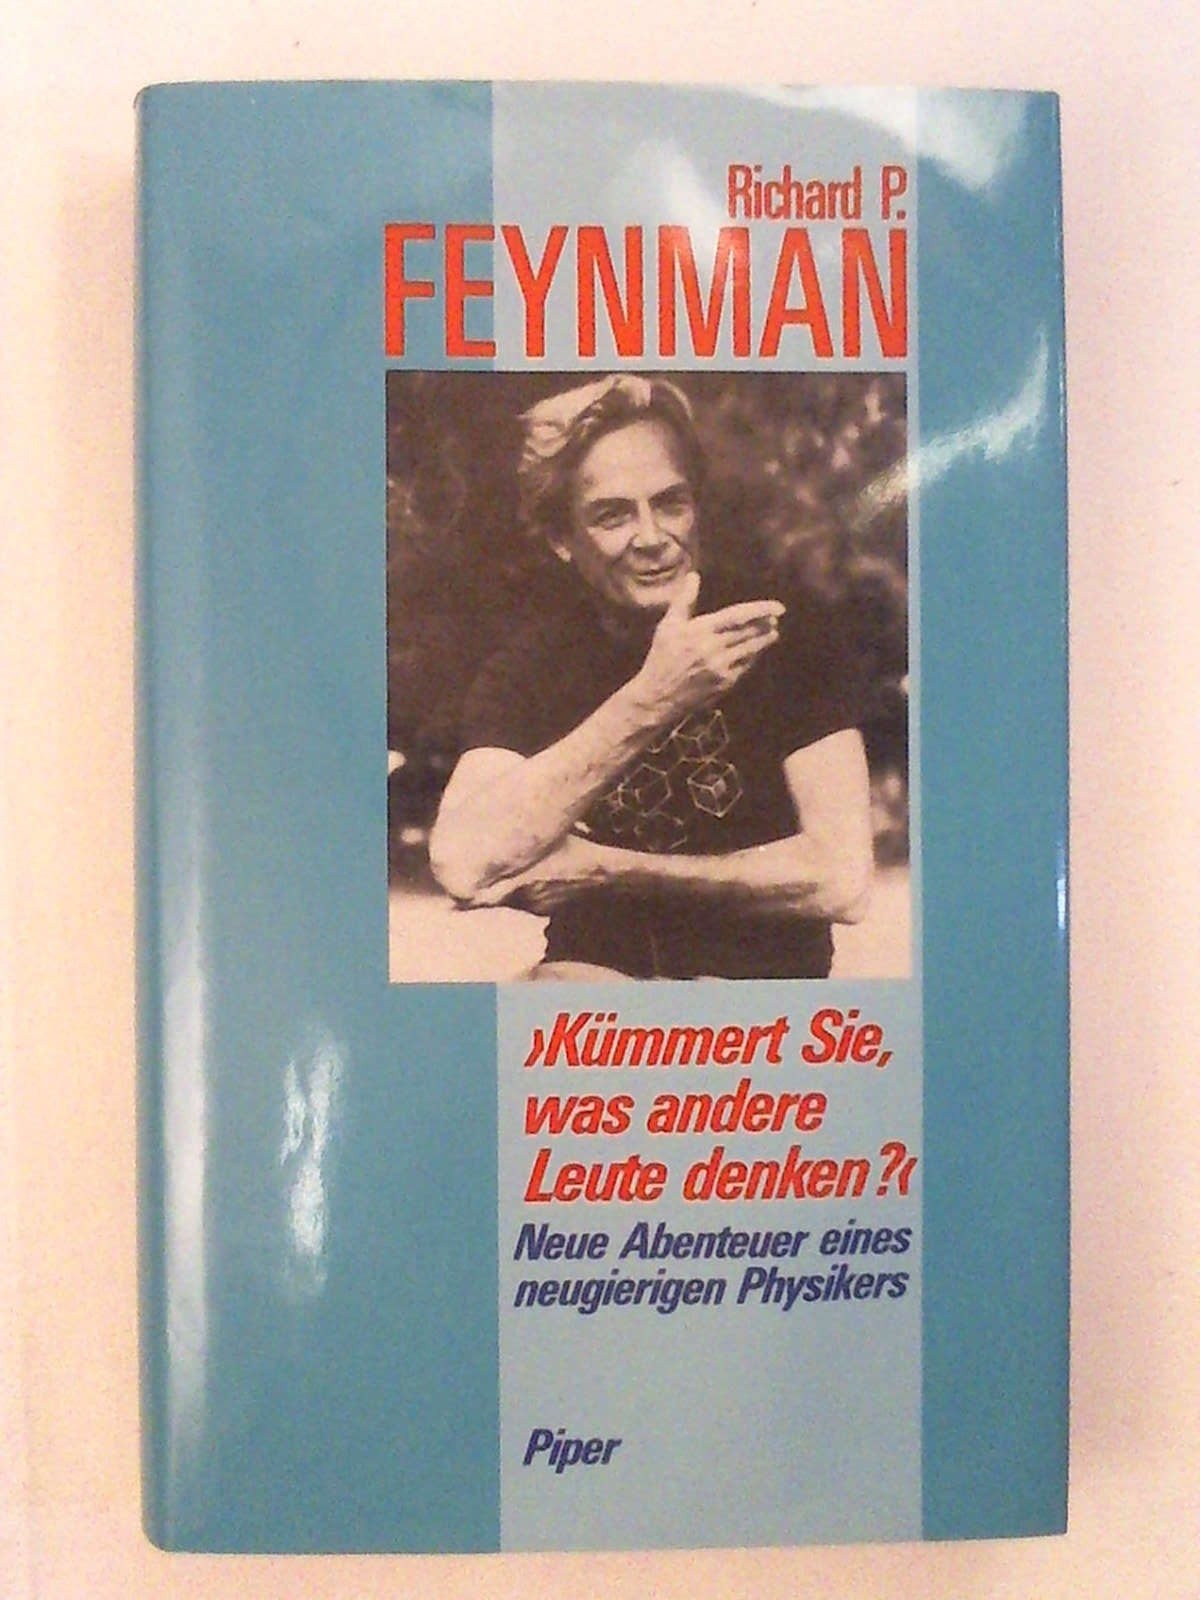 Richard P.
FEYNMAN
›Kümmert Sie,
was andere
Leute denken?‹
Neue Abenteuer eines
neugierigen Physikers
Piper